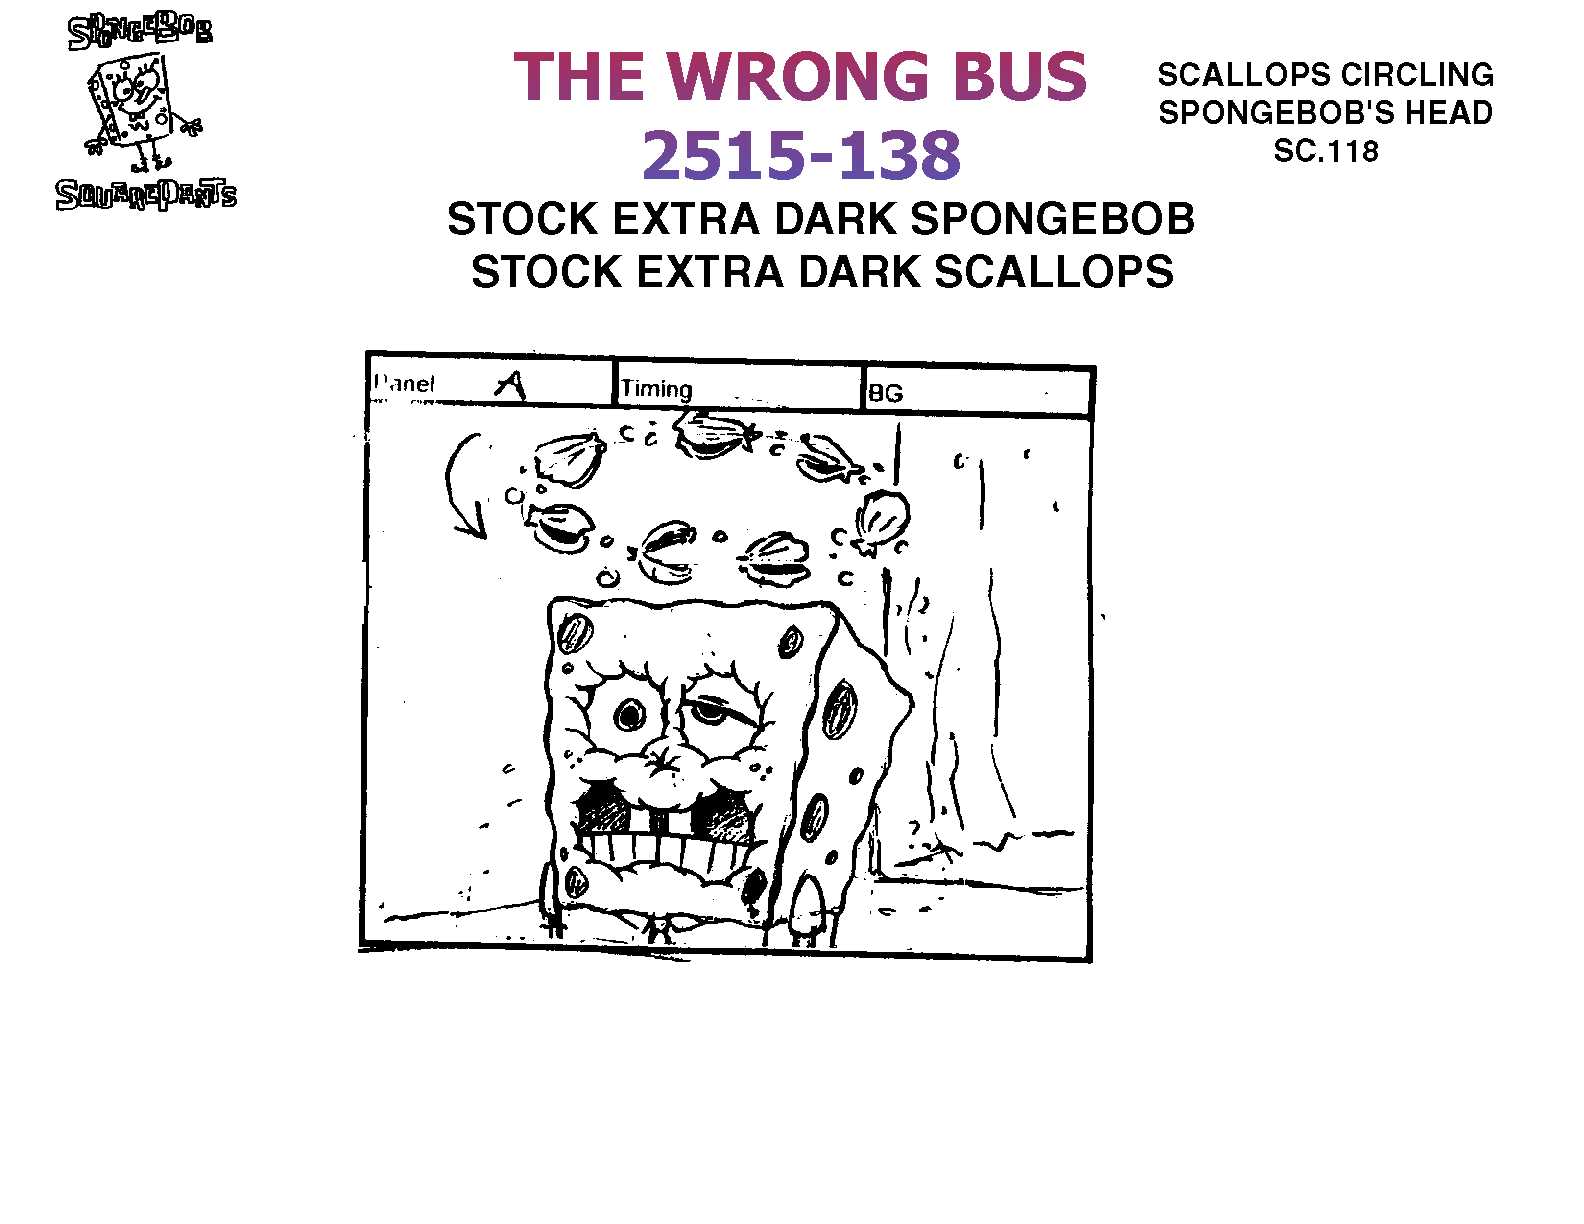 SPONGEBOB
SQUAREPANTS
THE WRONG BUS
2515-138
STOCK EXTRA DARK SPONGEBOB
STOCK EXTRA DARK SCALLOPS
SCALLOPS CIRCLING
SPONGEBOB'S HEAD
SC.118
Panel A Timing BG